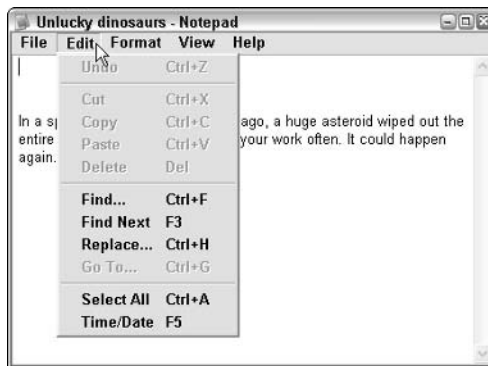 Unlucky dinosaurs - Notepad
File Edit Format View Help
Undo Ctrl+Z
Cut Ctrl+X
Copy Ctrl+C
Paste Ctrl+V
Delete Del
Find... Ctrl+F
Find Next F3
Replace... Ctrl+H
Go To... Ctrl+G
Select All Ctrl+A
Time/Date F5
In a ago, a huge asteroid wiped out the
entire your work often. It could happen
again.